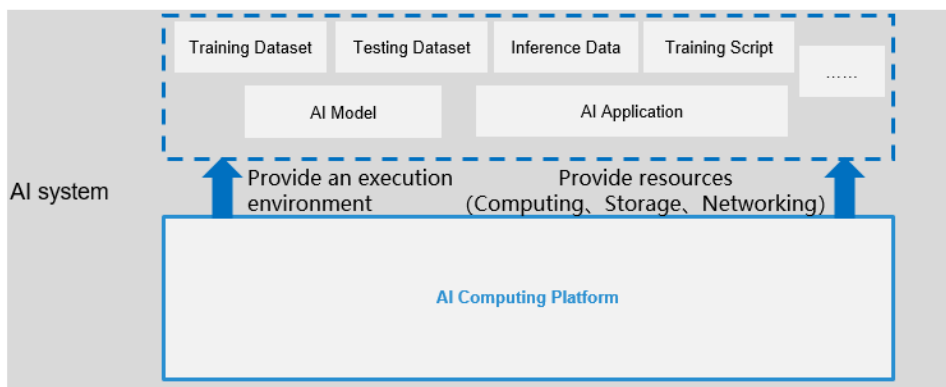 Training Dataset
Testing Dataset
Inference Data
Training Script
……
AI Model
AI Application
AI system
Provide an execution
environment
Provide resources
(Computing、Storage、Networking)
AI Computing Platform